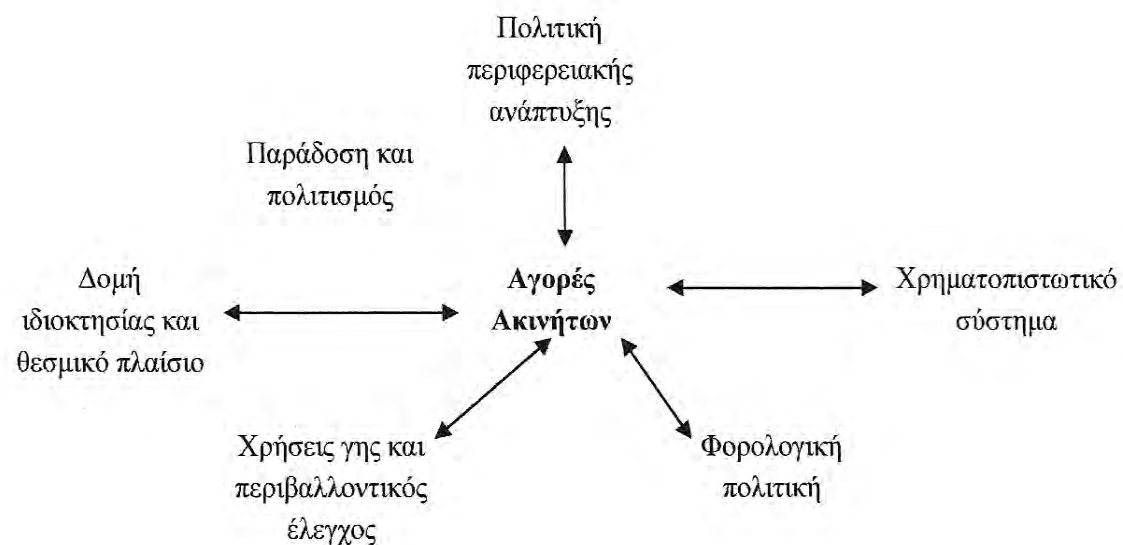 Πολιτική
περιφερειακής
ανάπτυξης
Παράδοση και
πολιτισμός
Δομή
ιδιοκτησίας και
θεσμικό πλαίσιο
Αγορές
Ακινήτων
Χρηματοπιστωτικό
σύστημα
Χρήσεις γης και
περιβαλλοντικός
έλεγχος
Φορολογική
πολιτική